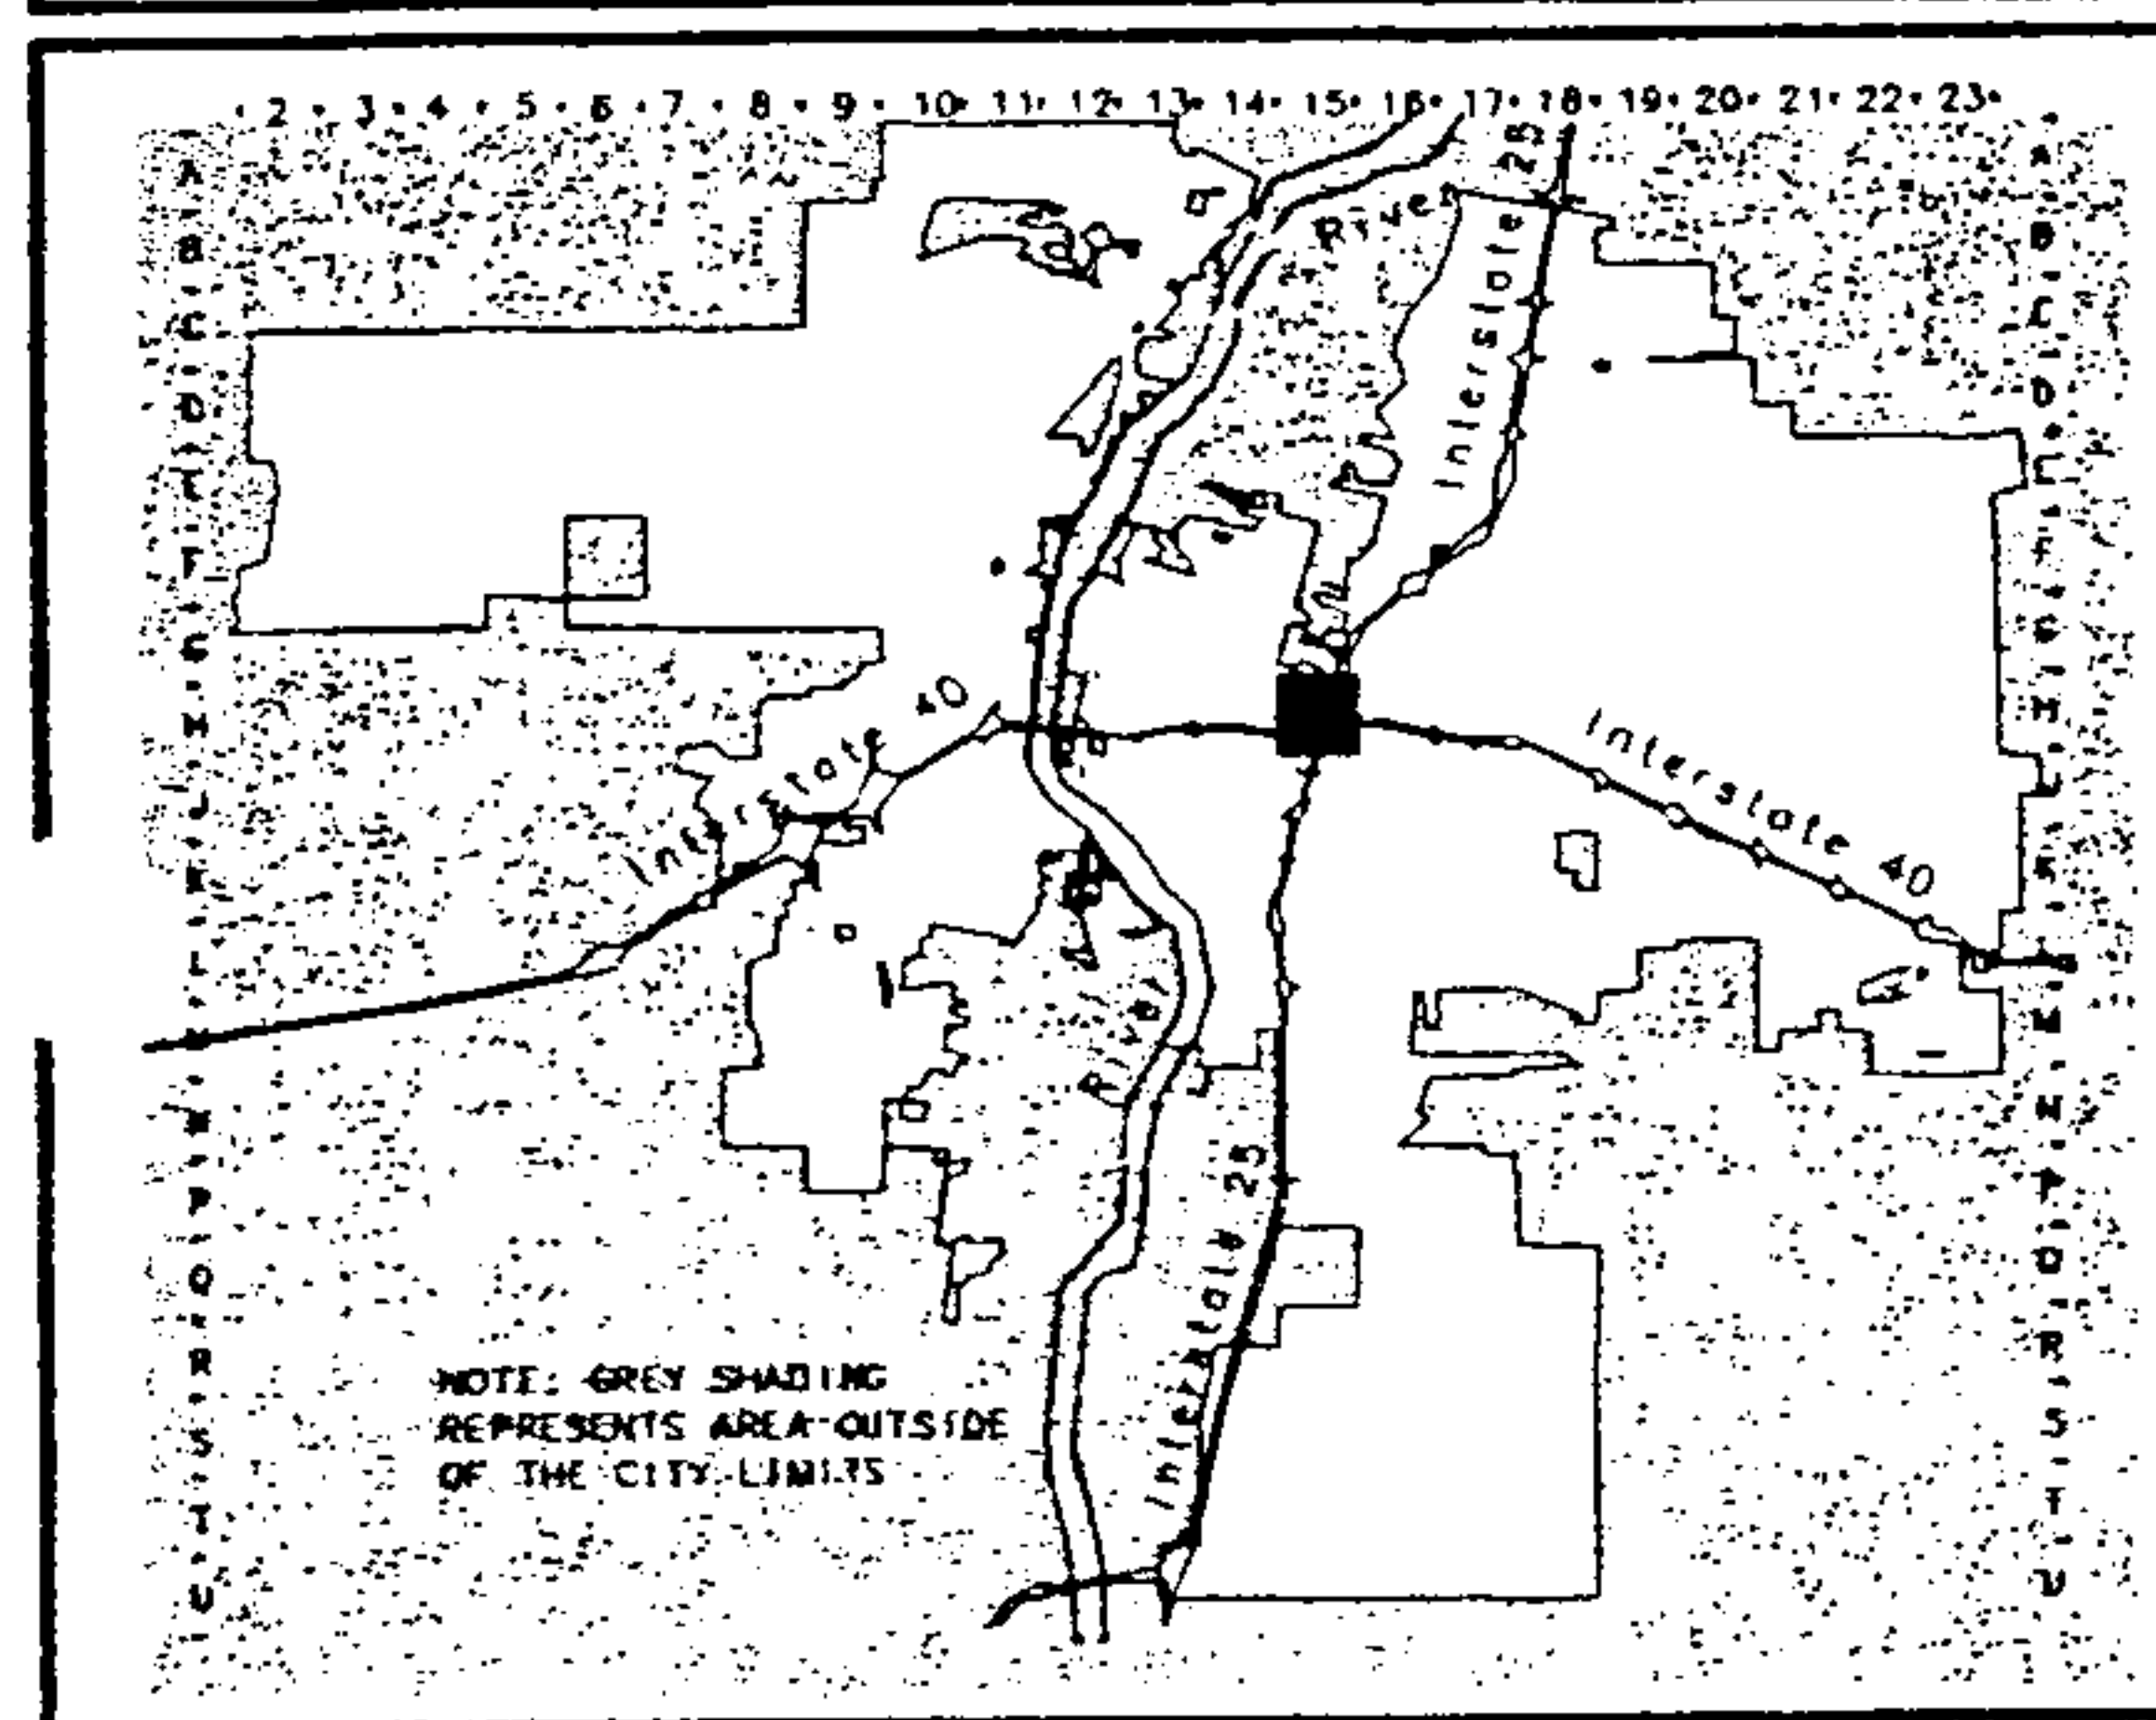 2 3 4 5 6 7 8 9 10 11 12 13 14 15 16 17 18 19 20 21 22 23
A
B
C
D
E
F
G
H
J
K
L
M
N
P
Q
R
S
T
U
River
Interstate 25
Interstate 40
Interstate 40
River
Interstate 25
NOTE: GREY SHADING
REPRESENTS AREA OUTSIDE
OF THE CITY LIMITS
A
B
C
D
E
F
G
H
J
K
L
M
N
P
Q
R
S
T
U